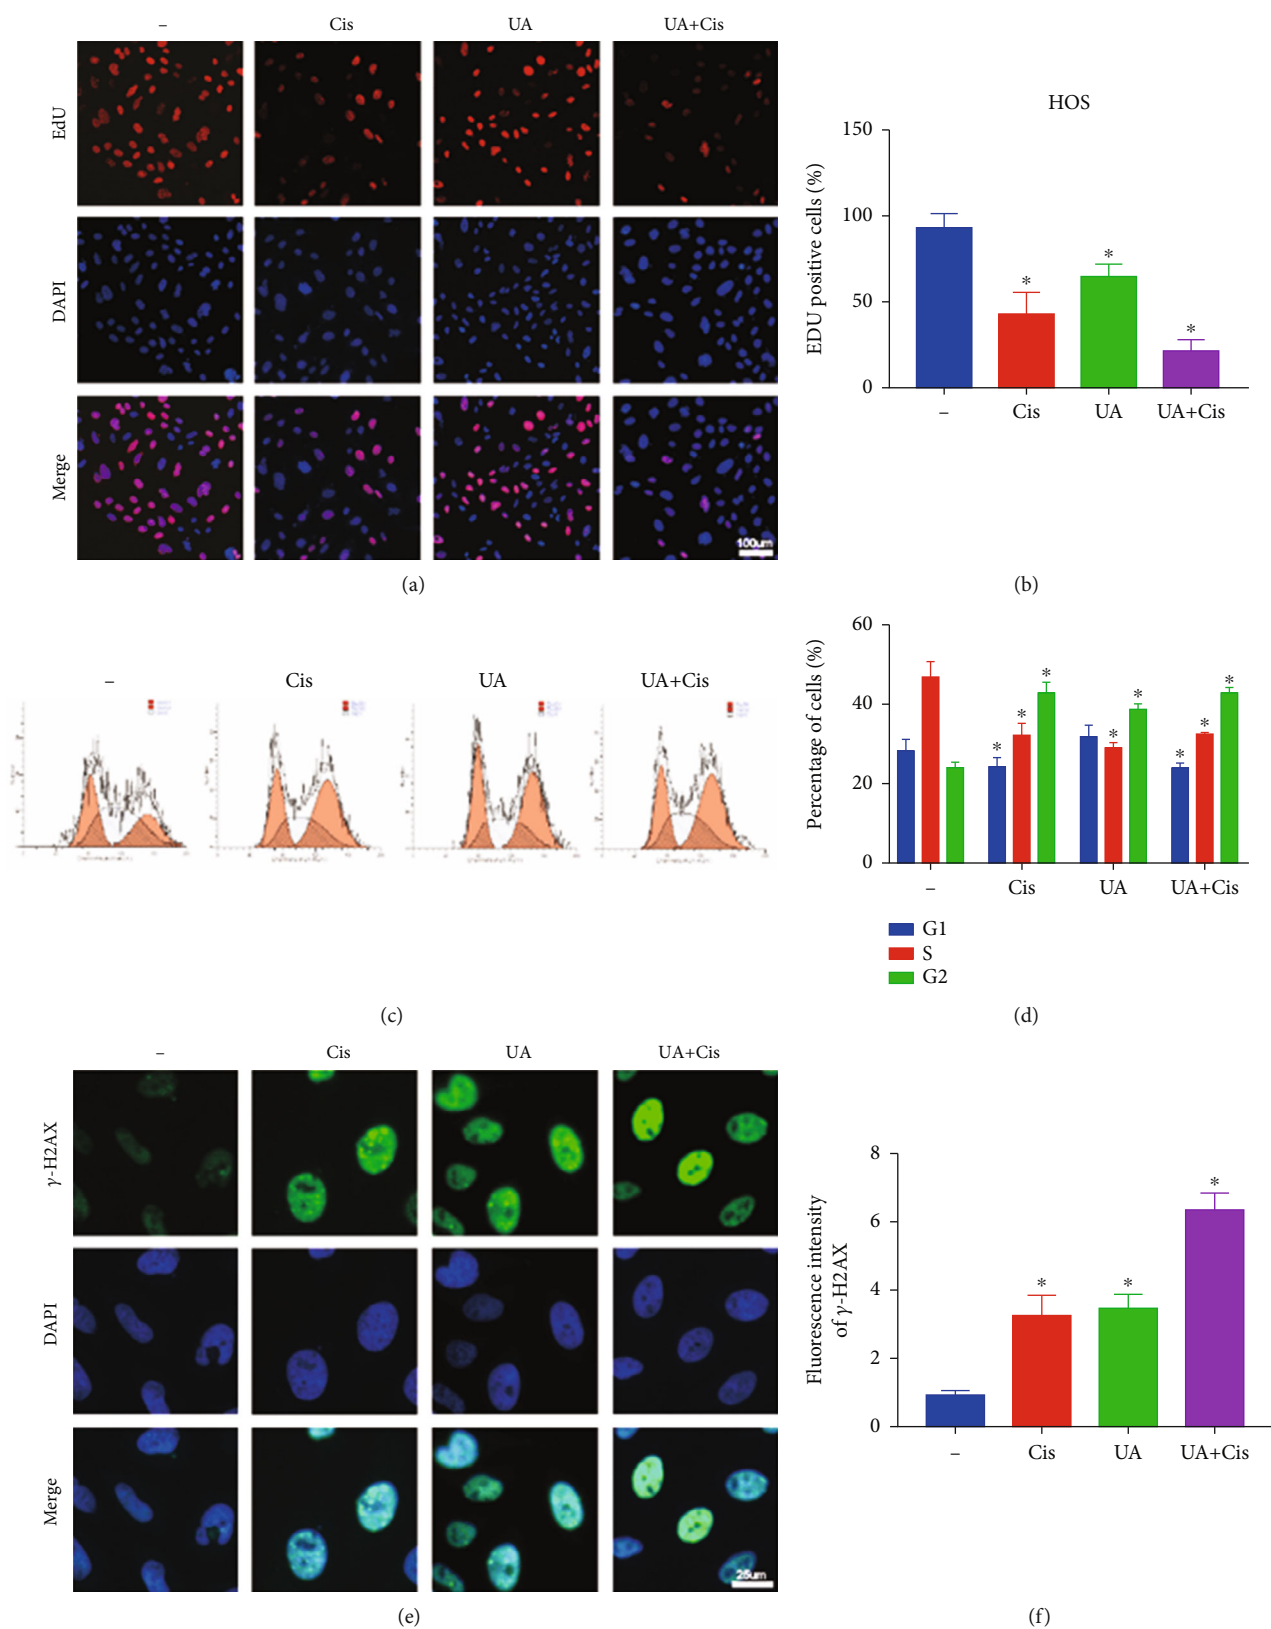 – Cis UA UA+Cis
EdU
DAPI
Merge
100um
(a)
HOS
EDU positive cells (%)
150
100
50
0
– Cis UA UA+Cis
*
*
*
(b)
– Cis UA UA+Cis
(c)
Percentage of cells (%)
60
40
20
0
* * *
* *
* * *
– Cis UA UA+Cis
G1
S
G2
(d)
– Cis UA UA+Cis
γ-H2AX
DAPI
Merge
25um
(e)
Fluorescence intensity
of γ-H2AX
8
6
4
2
0
* * *
– Cis UA UA+Cis
(f)